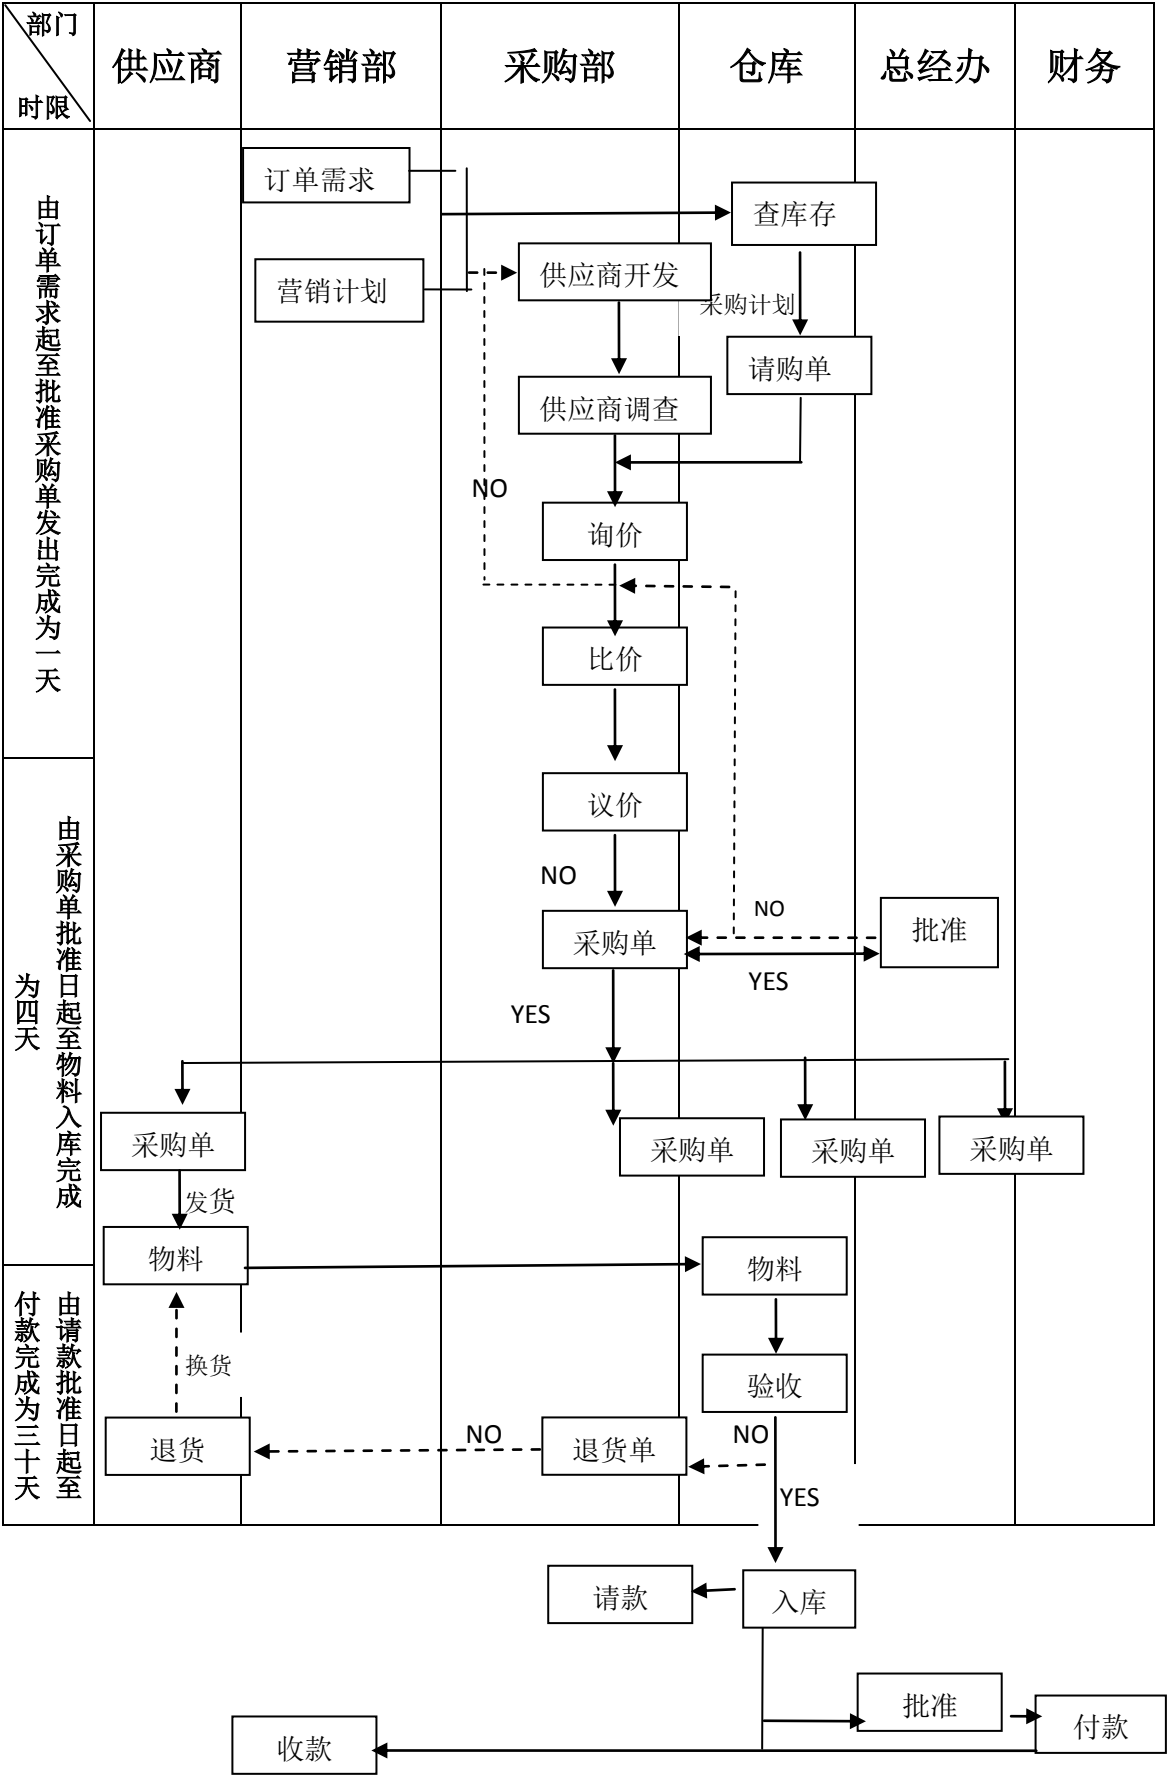 部门
时限
供应商
营销部
采购部
仓库
总经办
财务
由订单需求起至批准采购单发出完成为一天
订单需求
查库存
营销计划
供应商开发
采购计划
请购单
供应商调查
NO
询价
比价
由采购单批准日起至物料入库完成
为四天
议价
NO
NO
批准
采购单
YES
YES
采购单
采购单
采购单
采购单
发货
物料
物料
由请款批准日起至
付款完成为三十天
换货
验收
退货
NO
退货单
NO
YES
请款
入库
批准
付款
收款